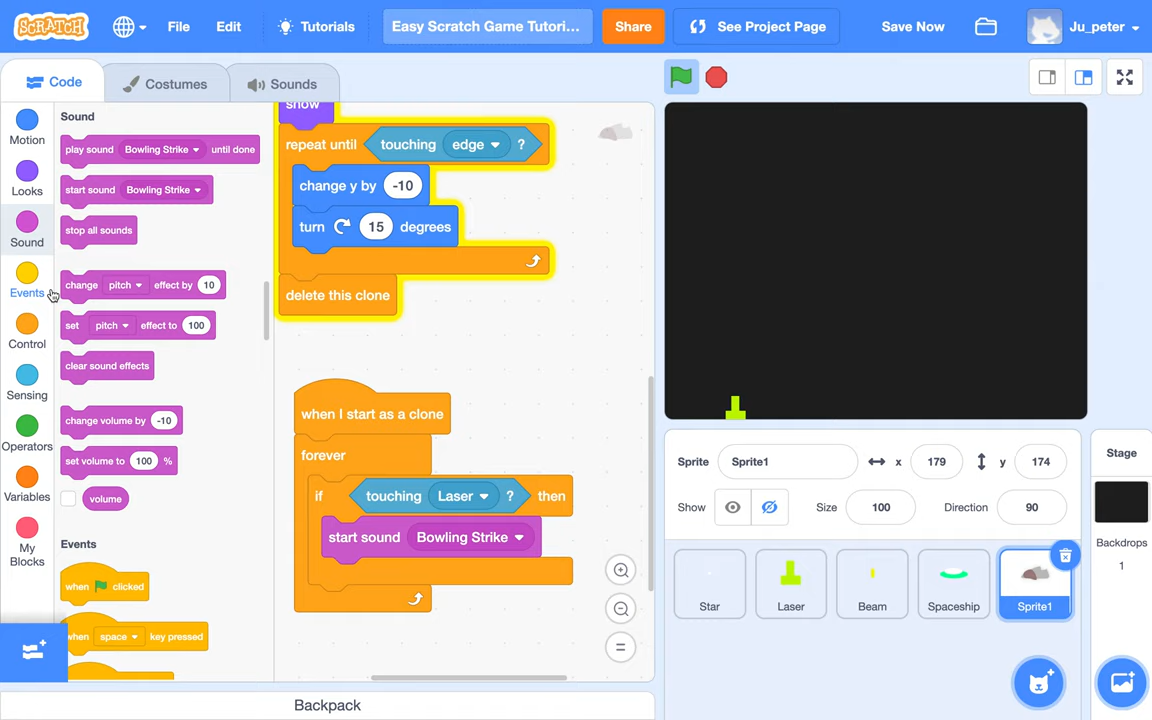 SCRATCH File Edit Tutorials Easy Scratch Game Tutori... Share See Project Page Save Now Ju_peter
Code Costumes Sounds
Motion
Looks
Sound
Events
Control
Sensing
Operators
Variables
My
Blocks
Sound
play sound Bowling Strike until done
start sound Bowling Strike
stop all sounds
change pitch effect by 10
set pitch effect to 100
clear sound effects
change volume by -10
set volume to 100 %
volume
Events
when clicked
when space key pressed
show
repeat until touching edge ?
change y by -10
turn 15 degrees
delete this clone
when I start as a clone
forever
if touching Laser ? then
start sound Bowling Strike
Backpack
Sprite Sprite1 x 179 y 174
Show Size 100 Direction 90
Star Laser Beam Spaceship Sprite1
Stage
Backdrops
1